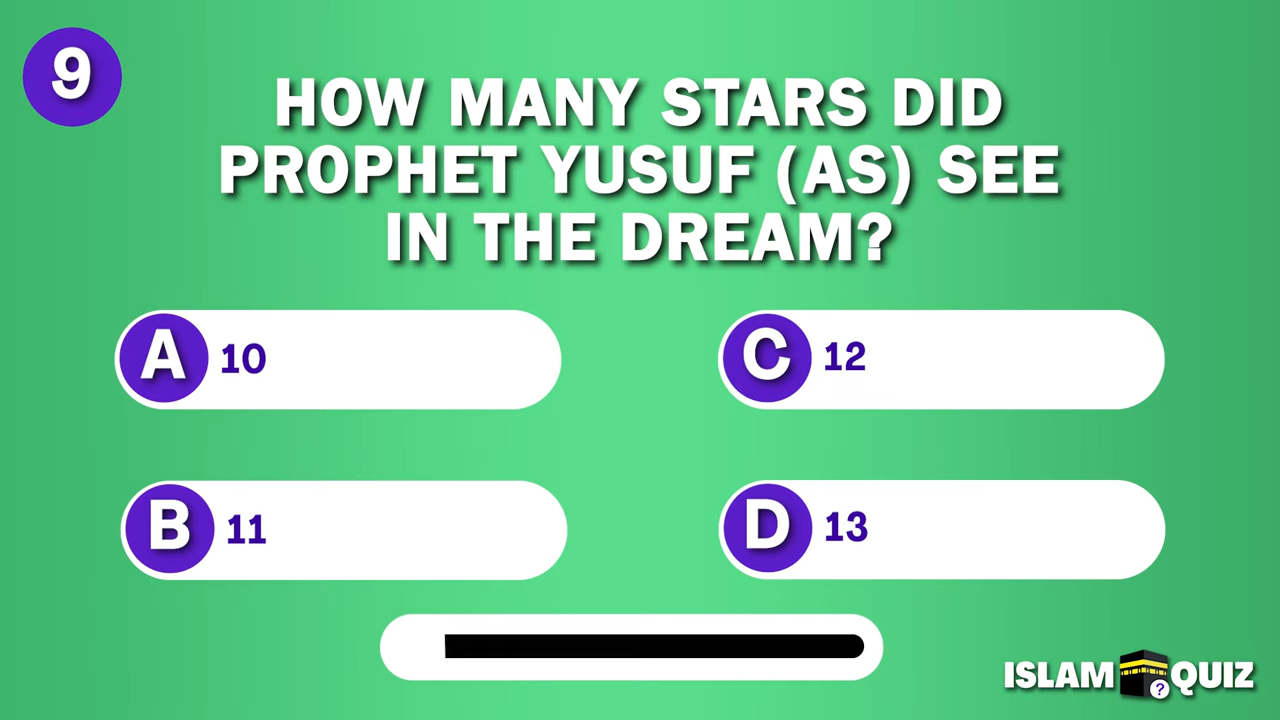 9
HOW MANY STARS DID
PROPHET YUSUF (AS) SEE
IN THE DREAM?
A 10
C 12
B 11
D 13
ISLAM ? QUIZ